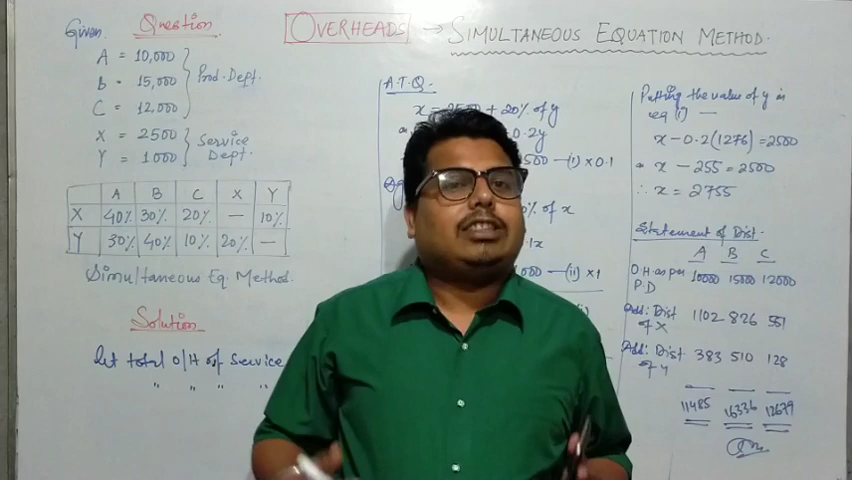 OVERHEADS → SIMULTANEOUS EQUATION METHOD.
Given Question
A = 10,000
B = 15,000
C = 12,000
Prod. Dept.
X = 2500
Y = 1000
Service Dept.
A B C X Y
X 40% 30% 20% — 10%
Y 30% 40% 10% 20% —
Simultaneous Eq. Method.
Solution
Let total O/H of Service
" " " "
A.T.Q.
x = 2500 + 20% of y
0.2y
500 —(i) × 0.1
% of x
.1x
000 —(ii) × 1
Putting the value of y in
eq (i) —
x - 0.2(1276) = 2500
x - 255 = 2500
∴ x = 2755
Statement of Dist.
A B C
O.H. as per P.D 10000 15000 12000
Add: Dist of X 1102 826 551
Add: Dist of Y 383 510 128
11485 16336 12679